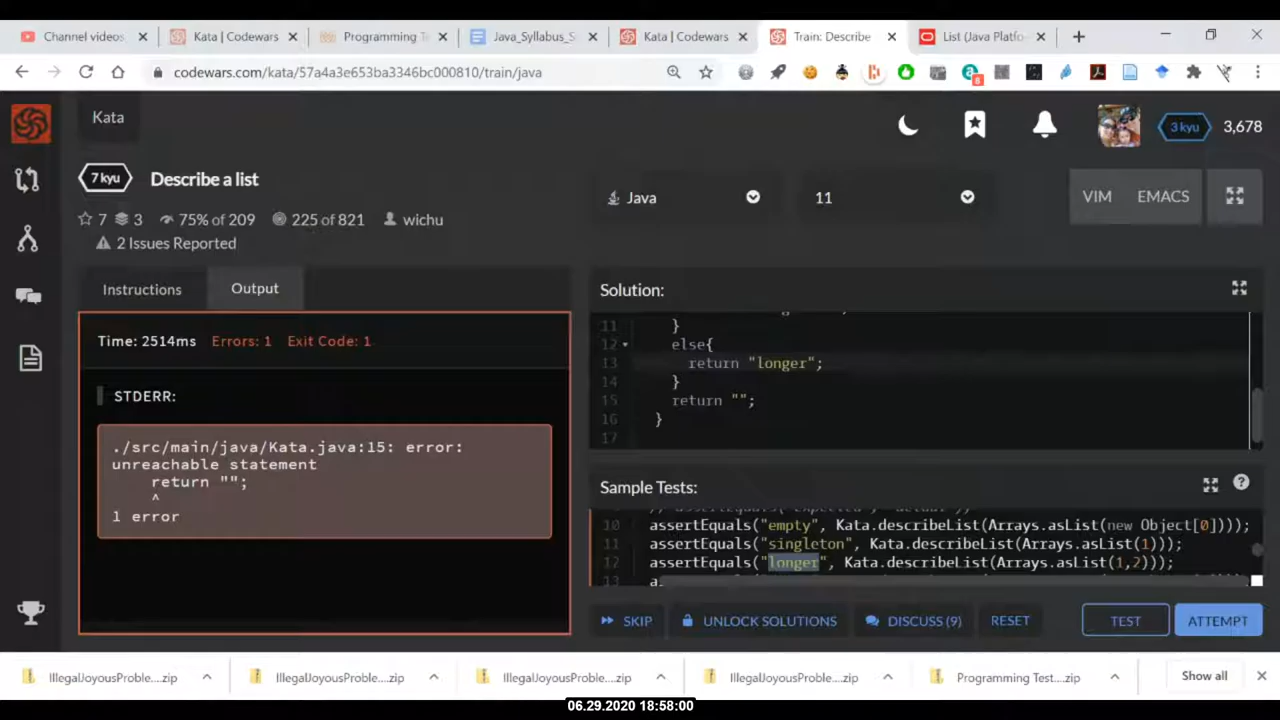 Channel videos
Kata | Codewars
Programming Te
Java_Syllabus_S
Kata | Codewars
Train: Describe
List (Java Platfo
codewars.com/kata/57a4a3e653ba3346bc000810/train/java
8
Kata
3 kyu
3,678
7 kyu
Describe a list
Java
11
VIM
EMACS
7
3
75% of 209
225 of 821
wichu
2 Issues Reported
Instructions
Output
Solution:
Time: 2514ms
Errors: 1
Exit Code: 1
STDERR:
./src/main/java/Kata.java:15: error:
unreachable statement
return "";
^
1 error
11 }
12 else{
13 return "longer";
14 }
15 return "";
16 }
17
Sample Tests:
10 assertEquals("empty", Kata.describeList(Arrays.asList(new Object[0])));
11 assertEquals("singleton", Kata.describeList(Arrays.asList(1)));
12 assertEquals("longer", Kata.describeList(Arrays.asList(1,2)));
13
SKIP
UNLOCK SOLUTIONS
DISCUSS (9)
RESET
TEST
ATTEMPT
IllegalJoyousProble....zip
IllegalJoyousProble....zip
IllegalJoyousProble....zip
IllegalJoyousProble....zip
Programming Test....zip
Show all
06.29.2020 18:58:00